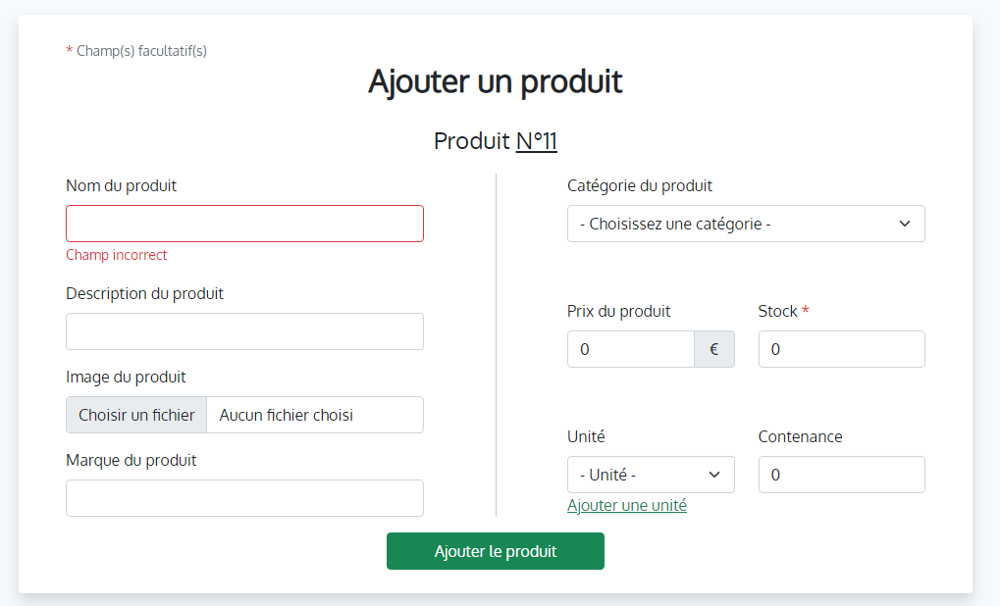 * Champ(s) facultatif(s)
Ajouter un produit
Produit N°11
Nom du produit
Champ incorrect
Description du produit
Image du produit
Choisir un fichier Aucun fichier choisi
Marque du produit
Catégorie du produit
- Choisissez une catégorie -
Prix du produit Stock *
0 € 0
Unité Contenance
- Unité - 0
Ajouter une unité
Ajouter le produit